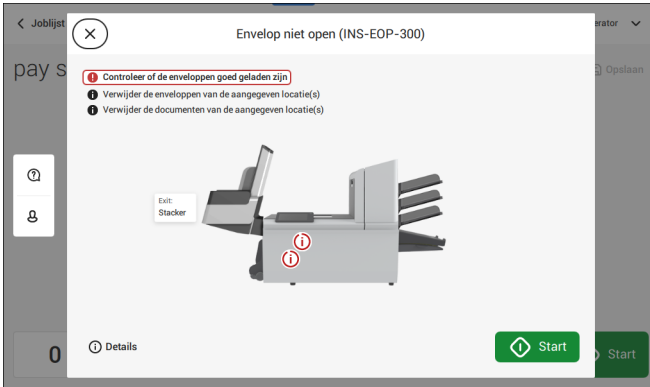 Joblijst
Envelop niet open (INS-EOP-300)
erator
pay s
Opslaan
Controleer of de enveloppen goed geladen zijn
Verwijder de enveloppen van de aangegeven locatie(s)
Verwijder de documenten van de aangegeven locatie(s)
Exit:
Stacker
0
Details
Start
Start